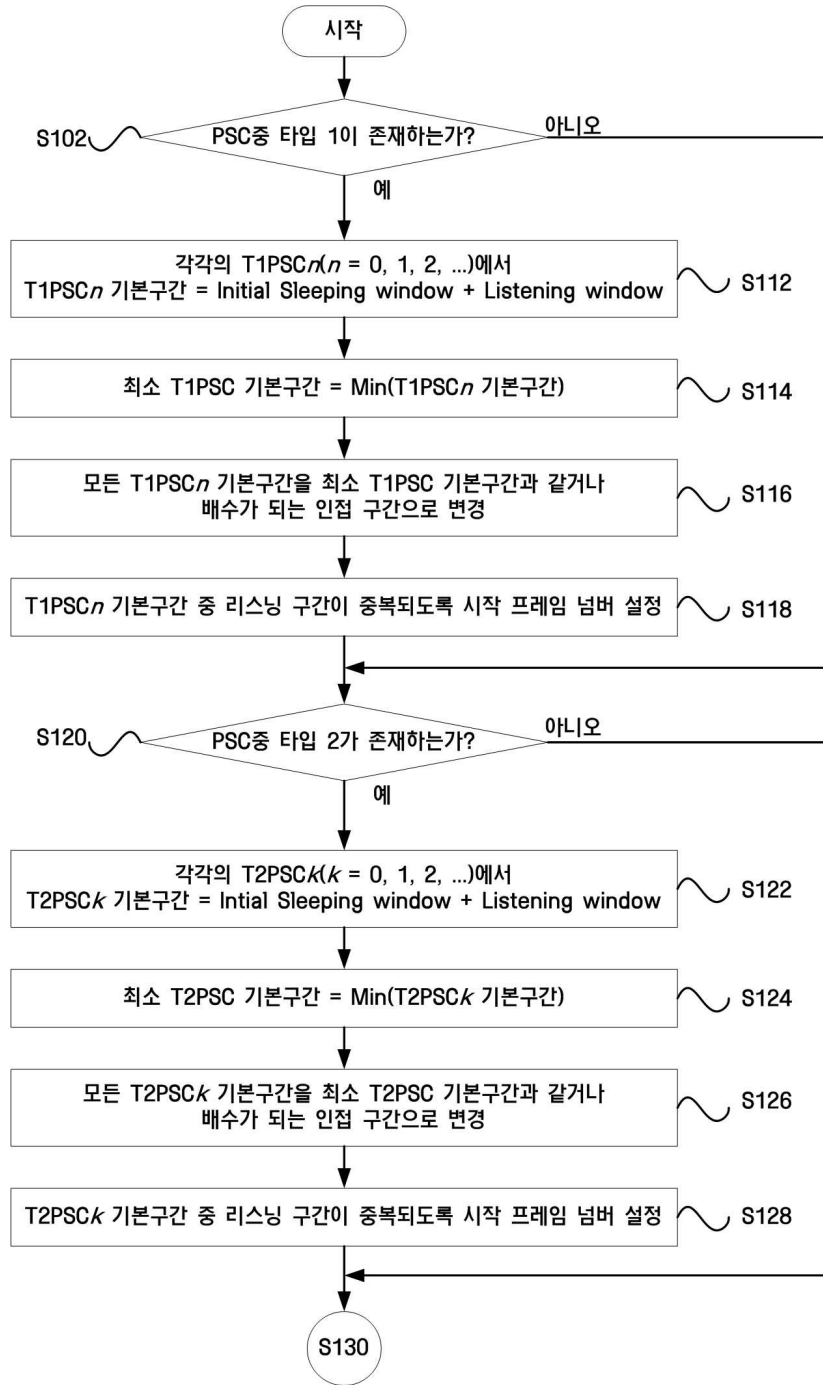 시작
S102
PSC중 타입 1이 존재하는가?
아니오
예
각각의 T1PSCn(n = 0, 1, 2, ...)에서
T1PSCn 기본구간 = Initial Sleeping window + Listening window
S112
최소 T1PSC 기본구간 = Min(T1PSCn 기본구간)
S114
모든 T1PSCn 기본구간을 최소 T1PSC 기본구간과 같거나
배수가 되는 인접 구간으로 변경
S116
T1PSCn 기본구간 중 리스닝 구간이 중복되도록 시작 프레임 넘버 설정
S118
S120
PSC중 타입 2가 존재하는가?
아니오
예
각각의 T2PSCk(k = 0, 1, 2, ...)에서
T2PSCk 기본구간 = Intial Sleeping window + Listening window
S122
최소 T2PSC 기본구간 = Min(T2PSCk 기본구간)
S124
모든 T2PSCk 기본구간을 최소 T2PSC 기본구간과 같거나
배수가 되는 인접 구간으로 변경
S126
T2PSCk 기본구간 중 리스닝 구간이 중복되도록 시작 프레임 넘버 설정
S128
S130